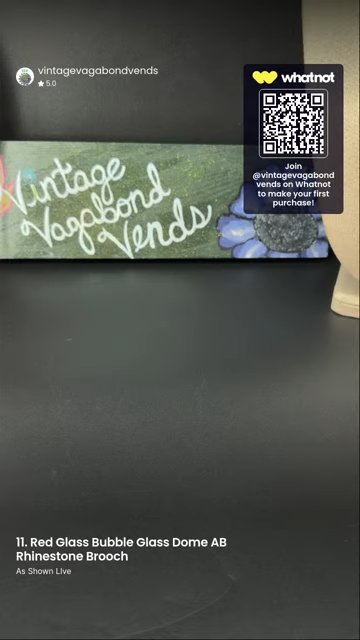 vintagevagabondvends
★ 5.0
whatnot
Join
@vintagevagabond
vends on Whatnot
to make your first
purchase!
Vintage
Vagabond
Vends
11. Red Glass Bubble Glass Dome AB
Rhinestone Brooch
As Shown LIve